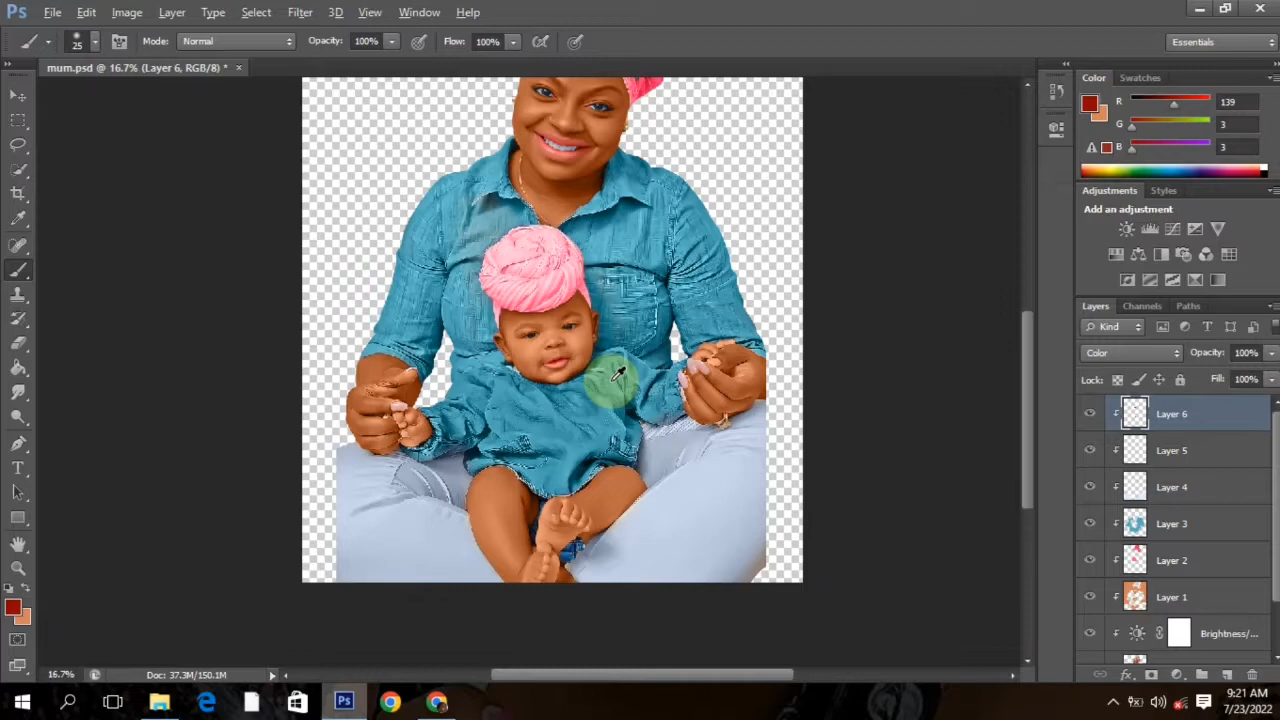 Ps File Edit Image Layer Type Select Filter 3D View Window Help
25 Mode: Normal Opacity: 100% Flow: 100% Essentials
mum.psd @ 16.7% (Layer 6, RGB/8) * ×
Color Swatches
R 139
G 3
B 3
Adjustments Styles
Add an adjustment
Layers Channels Paths
Kind
Color Opacity: 100%
Lock: Fill: 100%
Layer 6
Layer 5
Layer 4
Layer 3
Layer 2
Layer 1
Brightness/...
16.7% Doc: 37.3M/150.1M
9:21 AM
7/23/2022